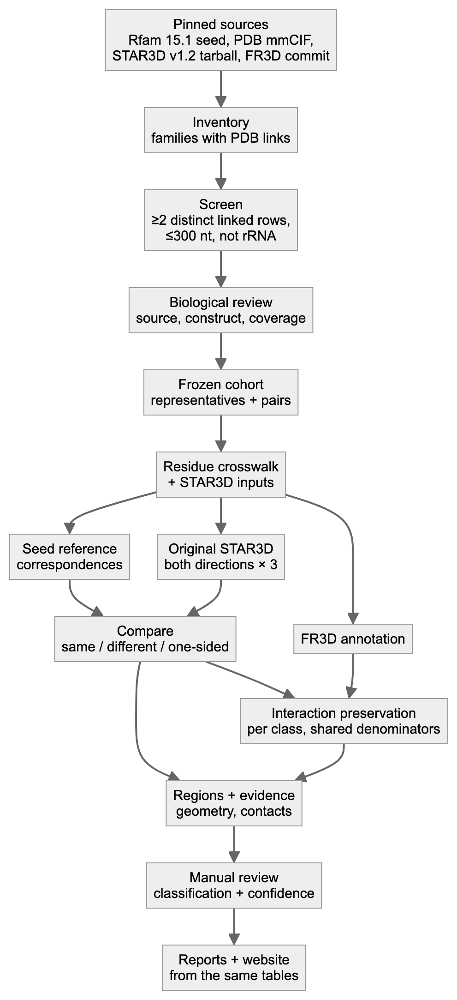 Pinned sources
Rfam 15.1 seed, PDB mmCIF,
STAR3D v1.2 tarball, FR3D commit
Inventory
families with PDB links
Screen
≥2 distinct linked rows,
≤300 nt, not rRNA
Biological review
source, construct, coverage
Frozen cohort
representatives + pairs
Residue crosswalk
+ STAR3D inputs
Seed reference
correspondences
Original STAR3D
both directions × 3
Compare
same / different / one-sided
FR3D annotation
Interaction preservation
per class, shared denominators
Regions + evidence
geometry, contacts
Manual review
classification + confidence
Reports + website
from the same tables